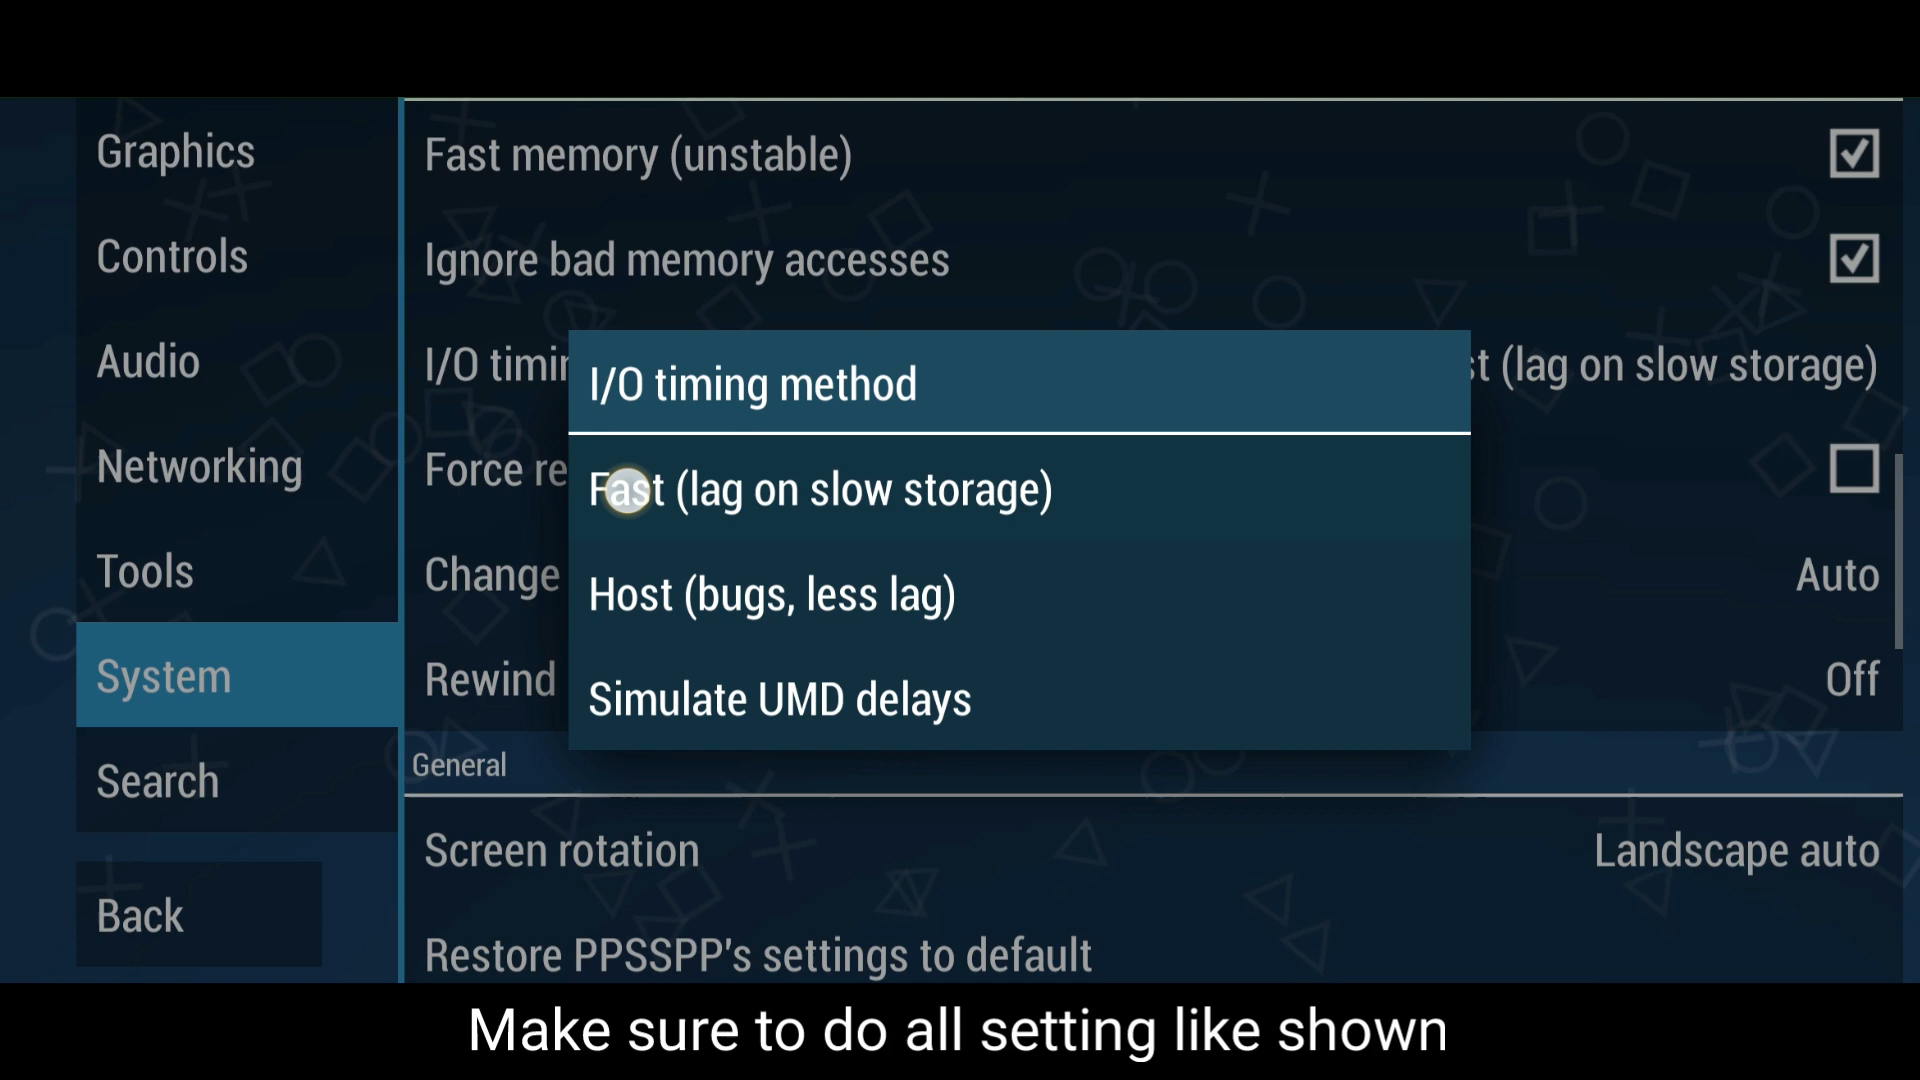 Graphics
Controls
Audio
Networking
Tools
System
Search
Back
Fast memory (unstable)
Ignore bad memory accesses
I/O
(lag on slow storage)
Force
Change
Auto
Rewind
Off
I/O timing method
Fast (lag on slow storage)
Host (bugs, less lag)
Simulate UMD delays
General
Screen rotation
Landscape auto
Restore PPSSPP's settings to default
Make sure to do all setting like shown